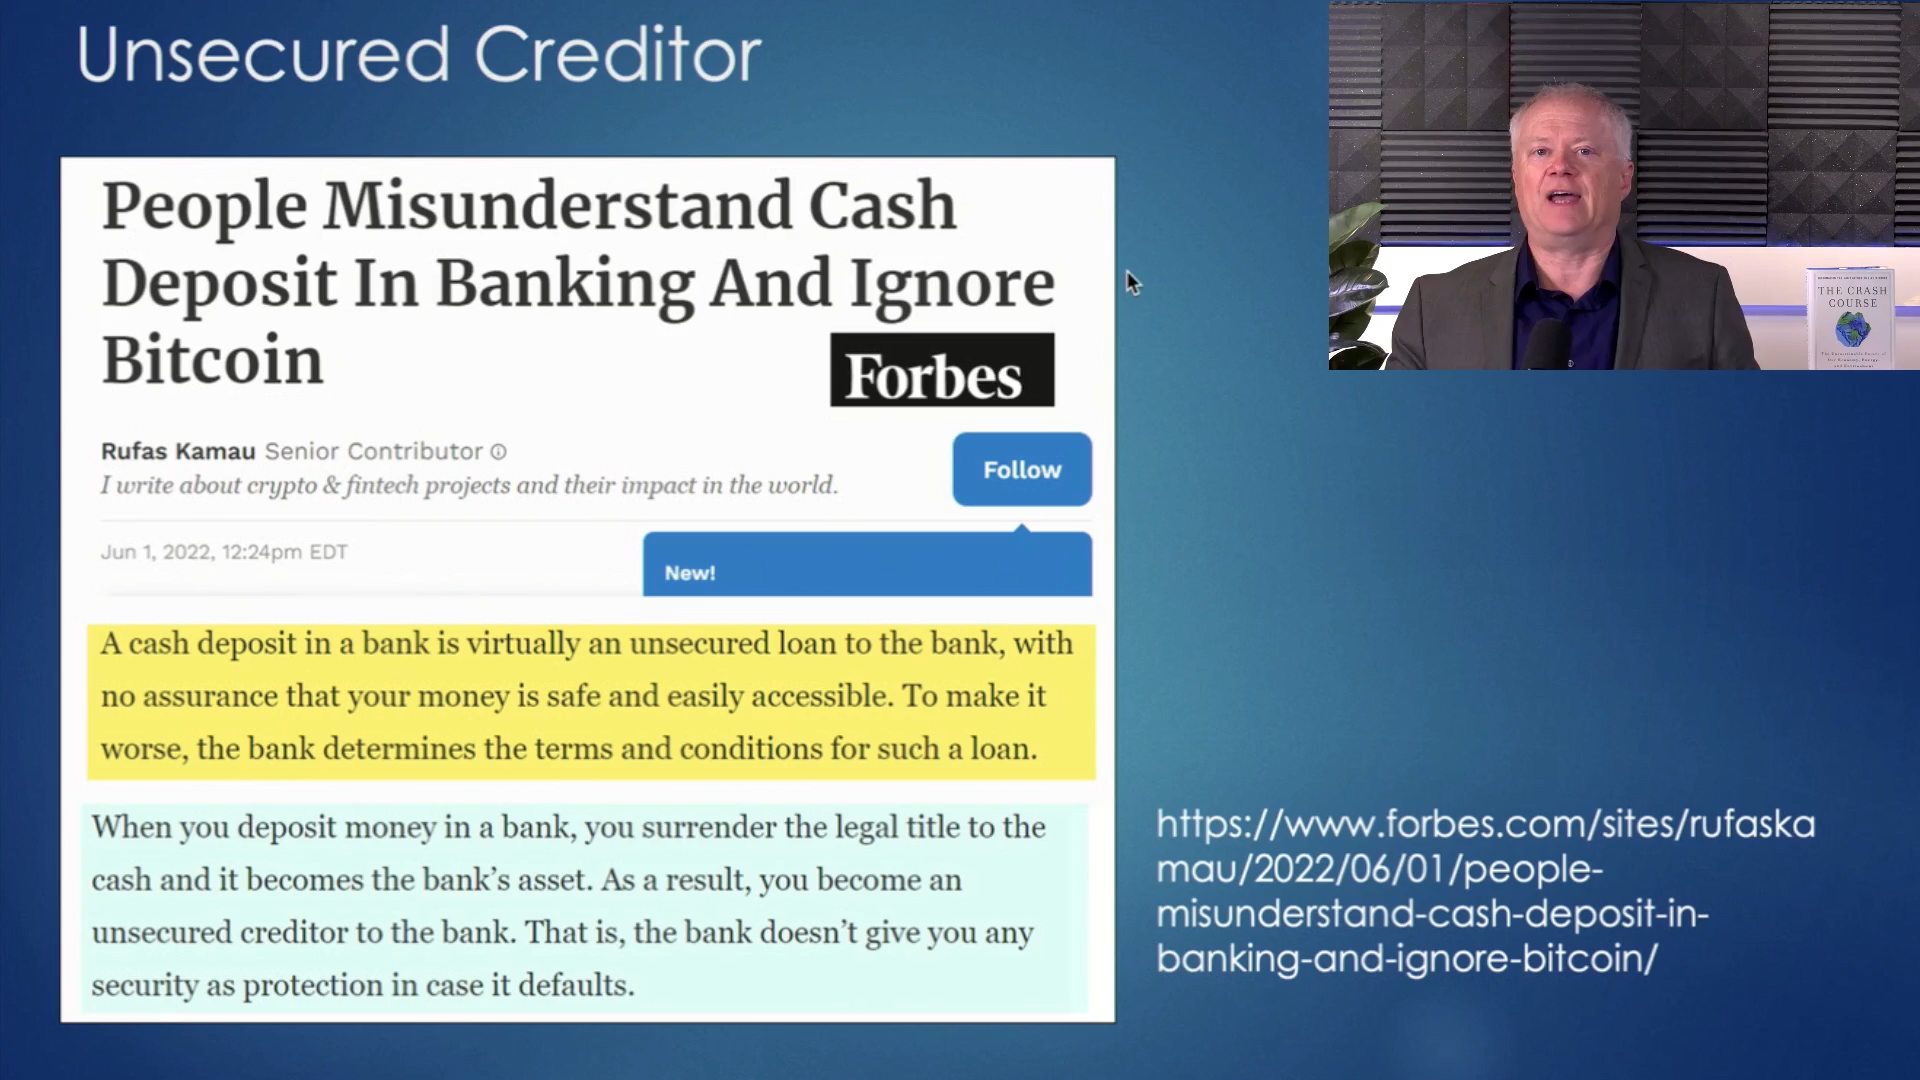 Unsecured Creditor
People Misunderstand Cash
Deposit In Banking And Ignore
Bitcoin
Forbes
Rufas Kamau Senior Contributor
I write about crypto & fintech projects and their impact in the world.
Follow
Jun 1, 2022, 12:24pm EDT
New!
A cash deposit in a bank is virtually an unsecured loan to the bank, with
no assurance that your money is safe and easily accessible. To make it
worse, the bank determines the terms and conditions for such a loan.
When you deposit money in a bank, you surrender the legal title to the
cash and it becomes the bank’s asset. As a result, you become an
unsecured creditor to the bank. That is, the bank doesn’t give you any
security as protection in case it defaults.
THE CRASH
COURSE
https://www.forbes.com/sites/rufaska
mau/2022/06/01/people-
misunderstand-cash-deposit-in-
banking-and-ignore-bitcoin/